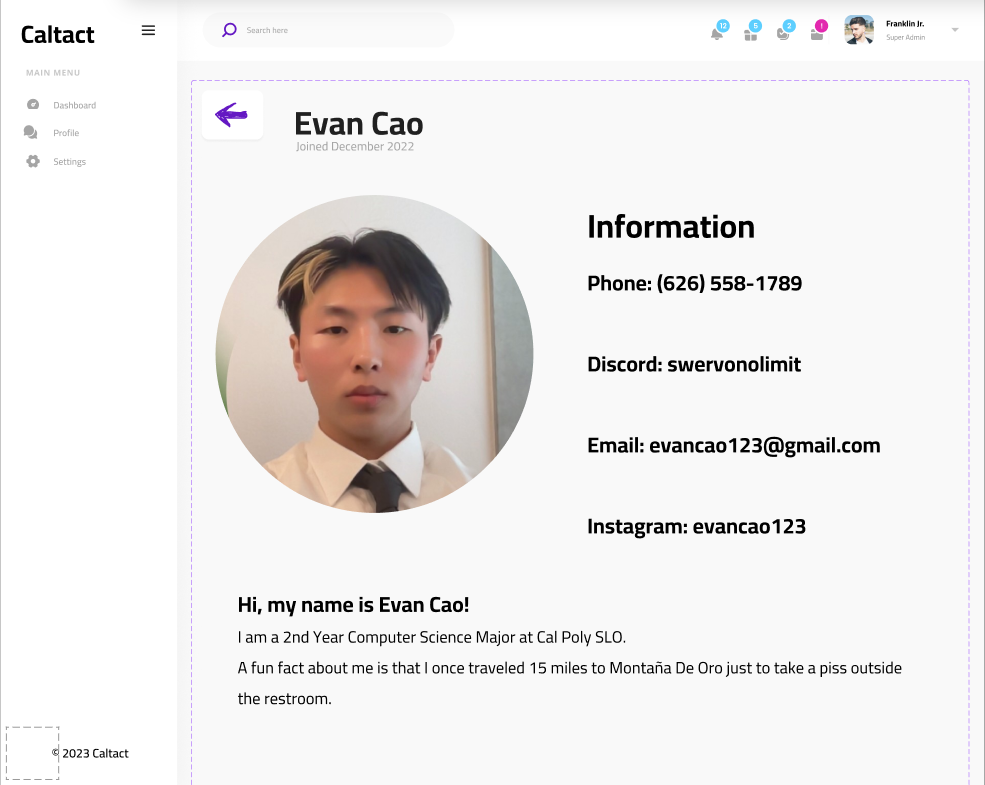 Caltact
Search here
12
5
2
!
Franklin Jr.
Super Admin
MAIN MENU
Dashboard
Profile
Settings
Evan Cao
Joined December 2022
Information
Phone: (626) 558-1789
Discord: swervonolimit
Email: evancao123@gmail.com
Instagram: evancao123
Hi, my name is Evan Cao!
I am a 2nd Year Computer Science Major at Cal Poly SLO.
A fun fact about me is that I once traveled 15 miles to Montaña De Oro just to take a piss outside
the restroom.
© 2023 Caltact